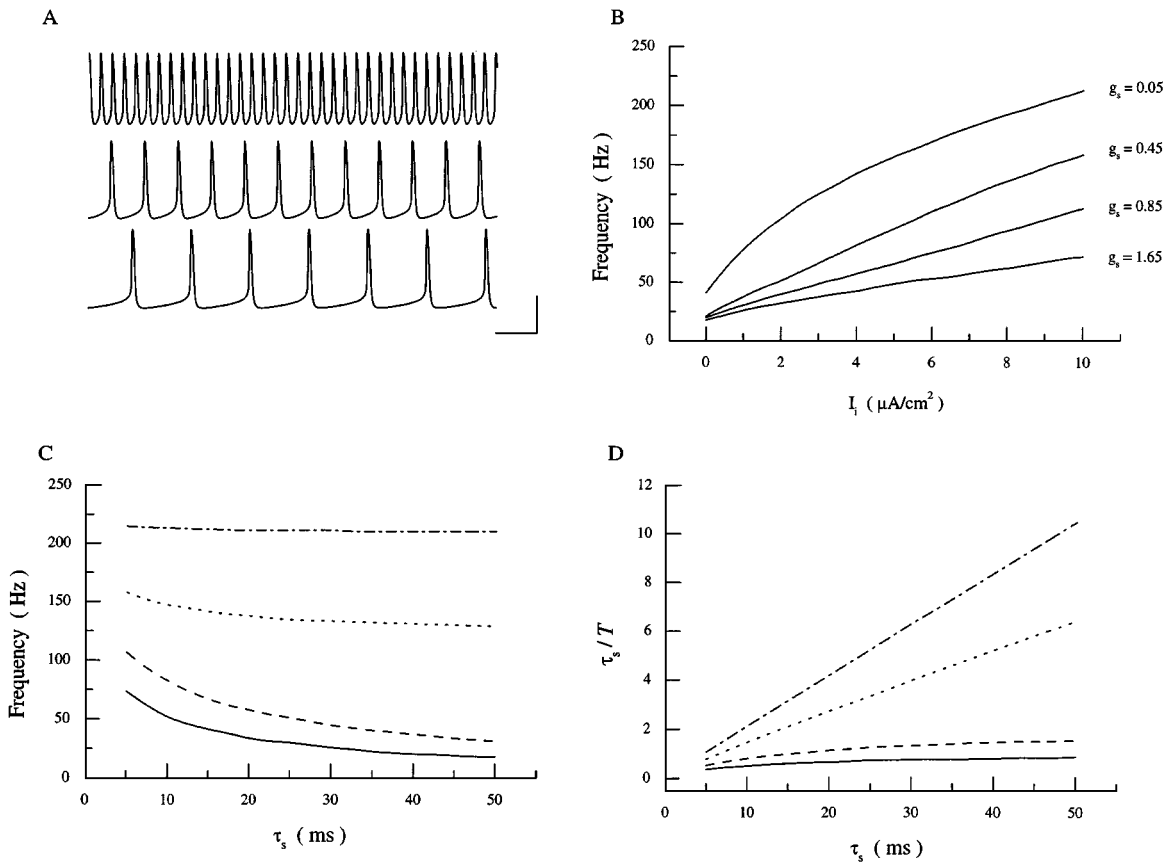 A
B
250
200
150
100
50
0
Frequency ( Hz )
0
2
4
6
8
10
I_i ( μA/cm² )
g_s = 0.05
g_s = 0.45
g_s = 0.85
g_s = 1.65
C
250
200
150
100
50
0
Frequency ( Hz )
0
10
20
30
40
50
τ_s ( ms )
D
12
10
8
6
4
2
0
τ_s / T
0
10
20
30
40
50
τ_s ( ms )